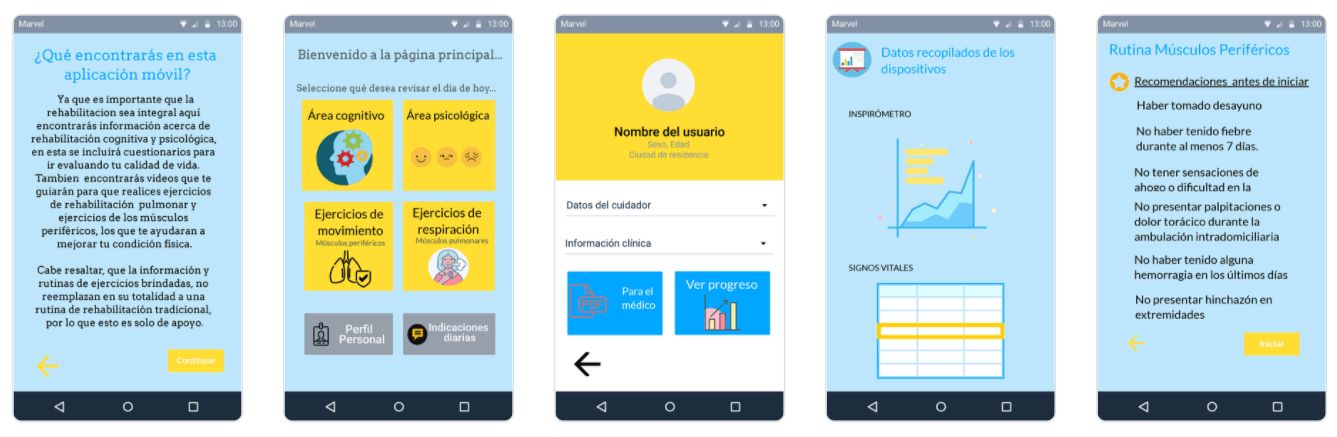 Marvel 13:00
¿Qué encontrarás en esta
aplicación móvil?
Ya que es importante que la
rehabilitacion sea integral aquí
encontrarás información acerca de
rehabilitación cognitiva y psicológica,
en esta se incluirá cuestionarios para
ir evaluando tu calidad de vida.
Tambien encontrarás videos que te
guiarán para que realices ejercicios
de rehabilitación pulmonar y
ejercicios de los músculos
periféricos, los que te ayudaran a
mejorar tu condición física.
Cabe resaltar, que la información y
rutinas de ejercicios brindadas, no
reemplazan en su totalidad a una
rutina de rehabilitación tradicional,
por lo que esto es solo de apoyo.
Continuar
Marvel 13:00
Bienvenido a la página principal...
Seleccione qué desea revisar el día de hoy...
Área cognitivo
Área psicológica
Ejercicios de
movimiento
Músculos periféricos
Ejercicios de
respiración
Músculos pulmonares
Perfil
Personal
Indicaciones
diarias
Marvel 13:00
Nombre del usuario
Sexo, Edad
Ciudad de residencia
Datos del cuidador
Información clínica
PDF
Para el
médico
Ver progreso
Marvel 13:00
Datos recopilados de los
dispositivos
INSPIRÓMETRO
SIGNOS VITALES
Marvel 13:00
Rutina Músculos Periféricos
Recomendaciones antes de iniciar
Haber tomado desayuno
No haber tenido fiebre
durante al menos 7 días.
No tener sensaciones de
ahogo o dificultad en la
No presentar palpitaciones o
dolor torácico durante la
ambulación intradomiciliaria
No haber tenido alguna
hemorragia en los últimos días
No presentar hinchazón en
extremidades
Iniciar